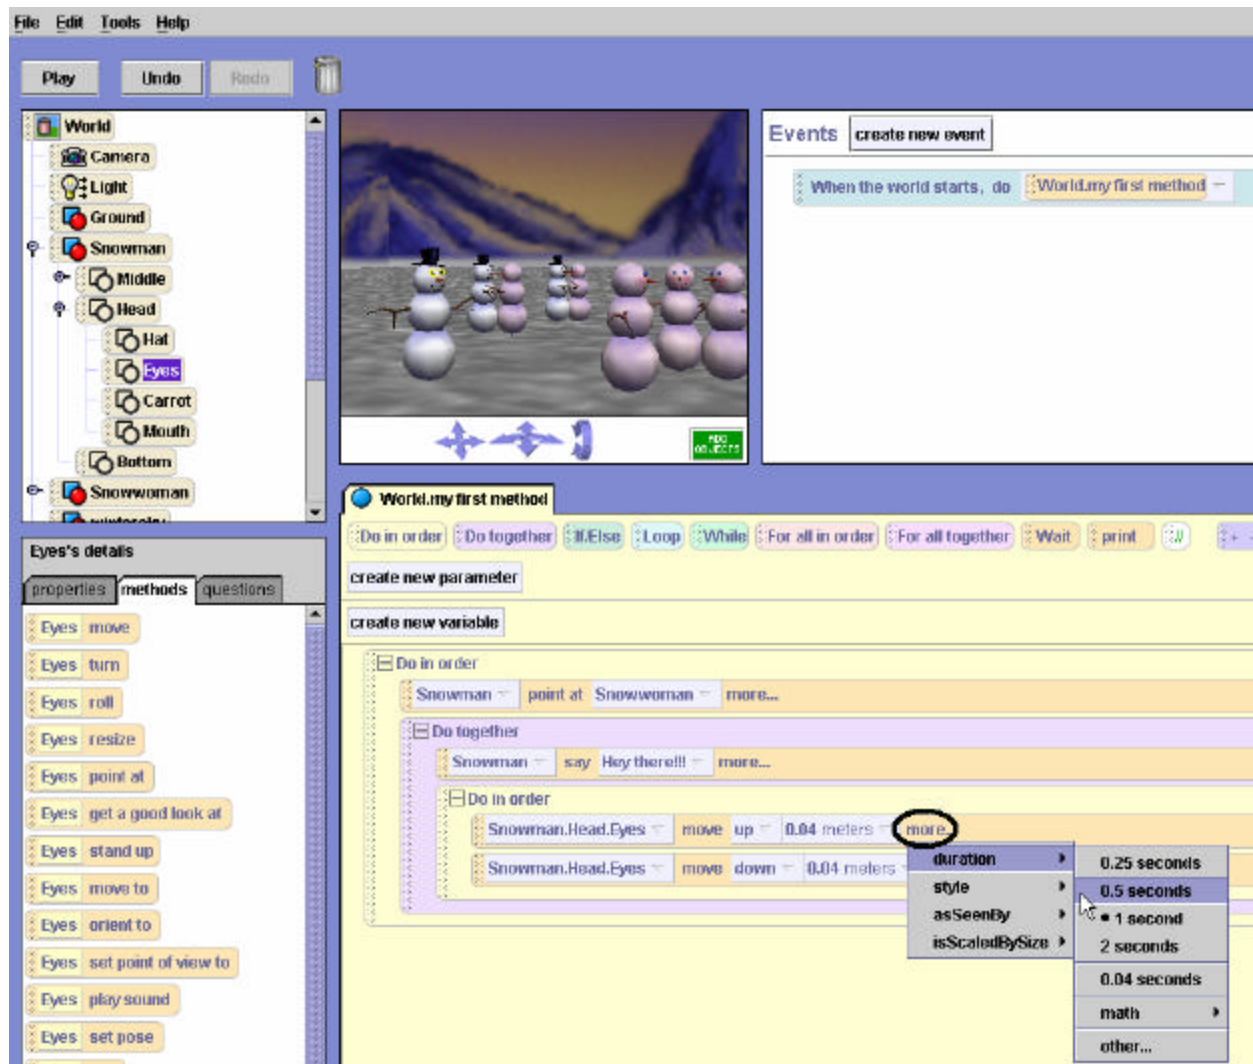 File Edit Tools Help
Play Undo Redo
World
Camera
Light
Ground
Snowman
Middle
Head
Hat
Eyes
Carrot
Mouth
Bottom
Snowwoman
ADD
OBJECTS
Events create new event
When the world starts, do World.my first method
Eyes's details
properties methods questions
Eyes move
Eyes turn
Eyes roll
Eyes resize
Eyes point at
Eyes get a good look at
Eyes stand up
Eyes move to
Eyes orient to
Eyes set point of view to
Eyes play sound
Eyes set pose
World.my first method
Do in order Do together If/Else Loop While For all in order For all together Wait print //
create new parameter
create new variable
Do in order
Snowman point at Snowwoman more...
Do together
Snowman say Hey there!!! more...
Do in order
Snowman.Head.Eyes move up 0.04 meters more..
Snowman.Head.Eyes move down 0.04 meters
duration
style
asSeenBy
isScaledBySize
0.25 seconds
0.5 seconds
1 second
2 seconds
0.04 seconds
math
other...